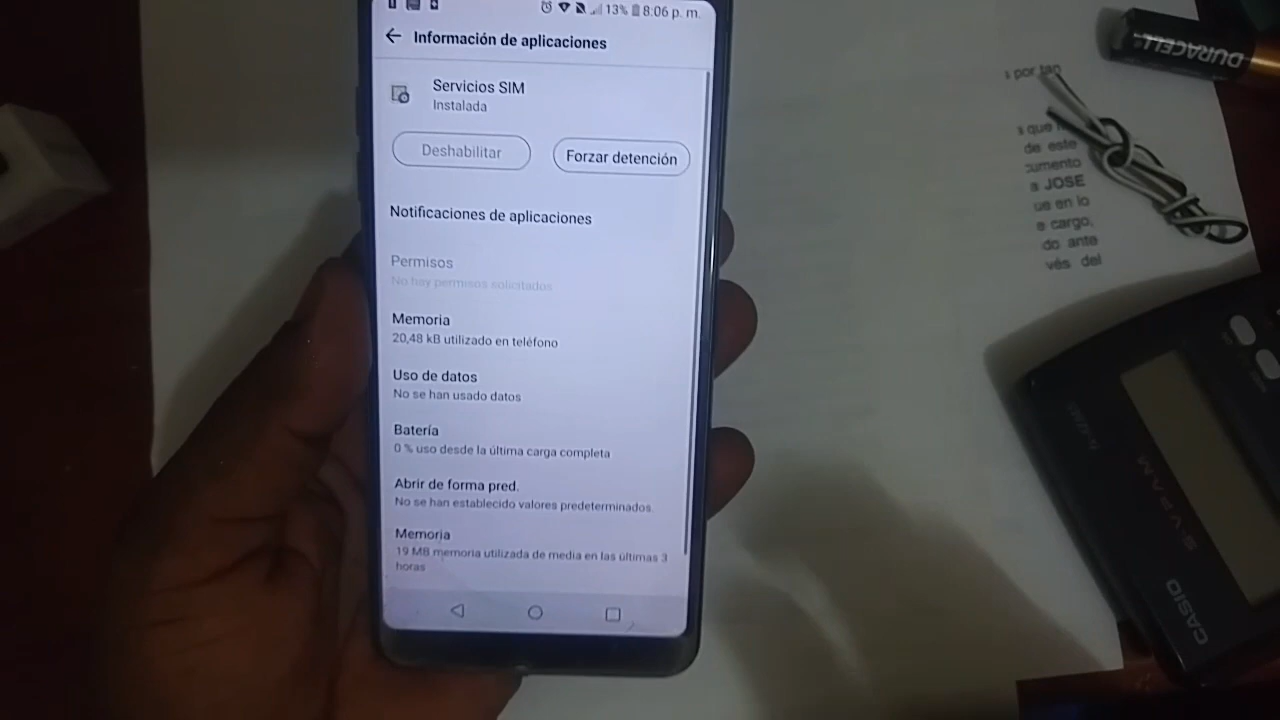 13% 8:06 p. m.
Información de aplicaciones
Servicios SIM
Instalada
Deshabilitar
Forzar detención
Notificaciones de aplicaciones
Permisos
No hay permisos solicitados
Memoria
20,48 kB utilizado en teléfono
Uso de datos
No se han usado datos
Batería
0 % uso desde la última carga completa
Abrir de forma pred.
No se han establecido valores predeterminados.
Memoria
19 MB memoria utilizada de media en las últimas 3
horas
DURACELL
s por tan
s que
de este
cumento
a JOSE
ue en lo
e cargo,
do ante
vés del
S-V.P.A.M.
CASIO